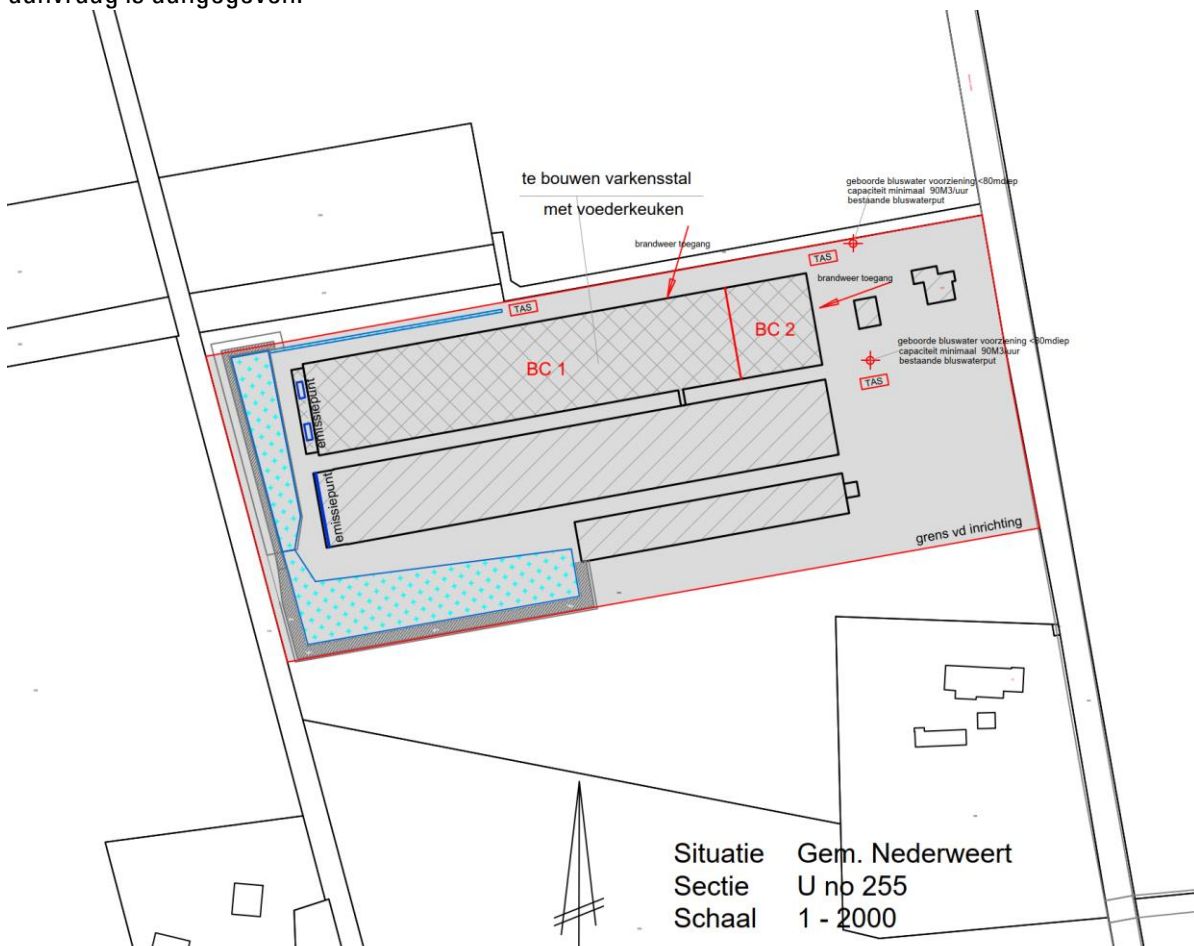 aanvraag is aangegeven.
te bouwen varkensstal
met voederkeuken
geboorde bluswater voorziening <80mdiep
capaciteit minimaal 90M3/uur
bestaande bluswaterput
brandweer toegang
TAS
brandweer toegang
TAS
BC 2
BC 1
geboorde bluswater voorziening <80mdiep
capaciteit minimaal 90M3/uur
bestaande bluswaterput
TAS
emissiepunt
emissiepunt
grens vd inrichting
Situatie Gem. Nederweert
Sectie U no 255
Schaal 1 - 2000